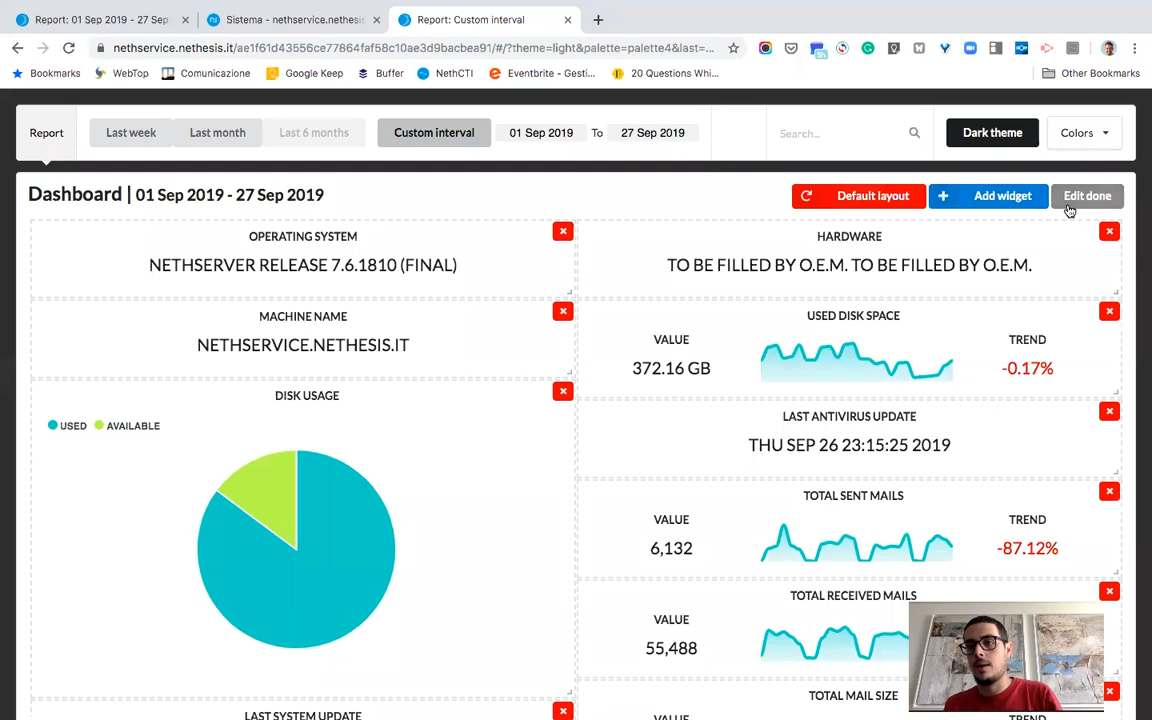 Report: 01 Sep 2019 - 27 Sep
Sistema - nethservice.nethesis
Report: Custom interval
nethservice.nethesis.it/ae1f61d43556ce77864faf58c10ae3d9bacbea91/#/?theme=light&palette=palette4&last=...
Bookmarks
WebTop
Comunicazione
Google Keep
Buffer
NethCTI
Eventbrite - Gesti...
20 Questions Whi...
Other Bookmarks
Report
Last week
Last month
Last 6 months
Custom interval
01 Sep 2019
To
27 Sep 2019
Search...
Dark theme
Colors
Dashboard | 01 Sep 2019 - 27 Sep 2019
Default layout
Add widget
Edit done
OPERATING SYSTEM
NETHSERVER RELEASE 7.6.1810 (FINAL)
HARDWARE
TO BE FILLED BY O.E.M. TO BE FILLED BY O.E.M.
MACHINE NAME
NETHSERVICE.NETHESIS.IT
USED DISK SPACE
VALUE
372.16 GB
TREND
-0.17%
DISK USAGE
USED
AVAILABLE
LAST ANTIVIRUS UPDATE
THU SEP 26 23:15:25 2019
TOTAL SENT MAILS
VALUE
6,132
TREND
-87.12%
TOTAL RECEIVED MAILS
VALUE
55,488
TOTAL MAIL SIZE
VALUE
LAST SYSTEM UPDATE